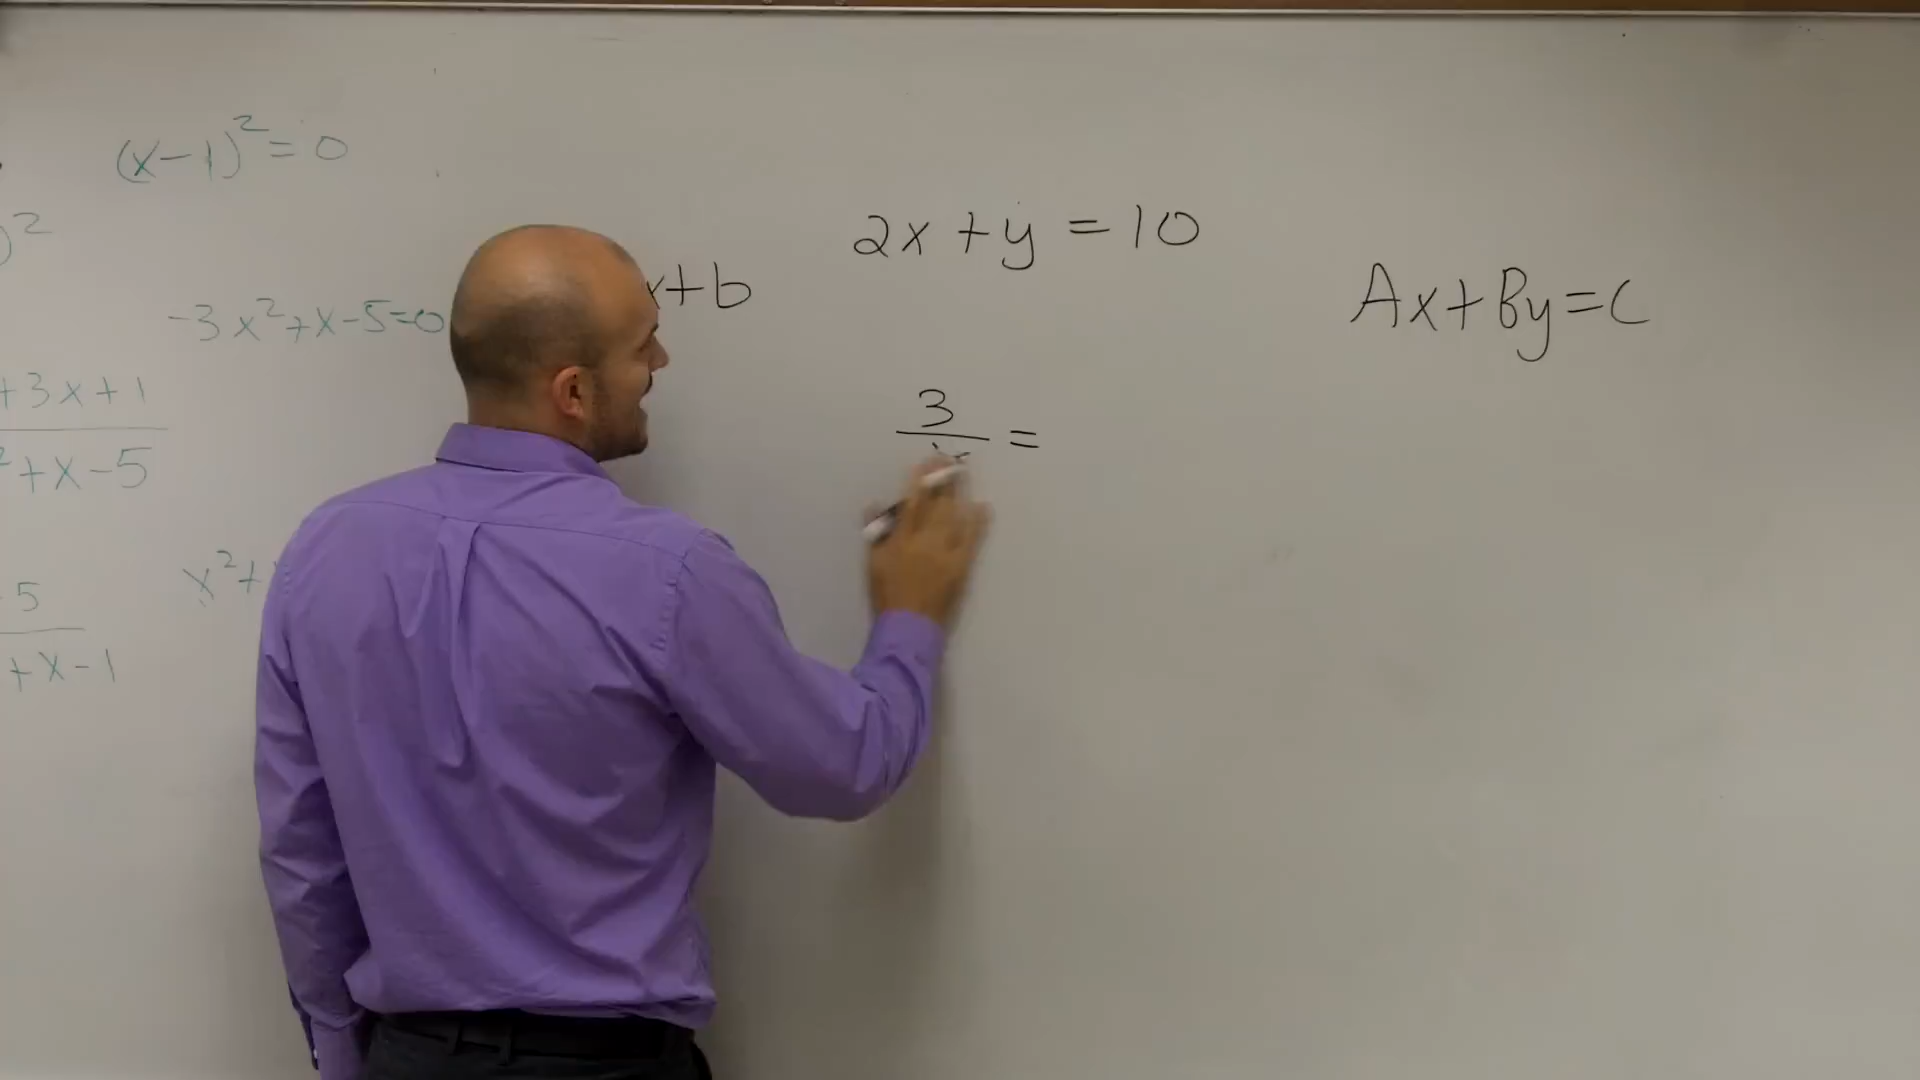 (x-1)²=0
)²
-3x²+x-5=0
+3x+1
²+x-5
x²+
5
+x-1
x+b
2x+y=10
Ax+By=C
3
=